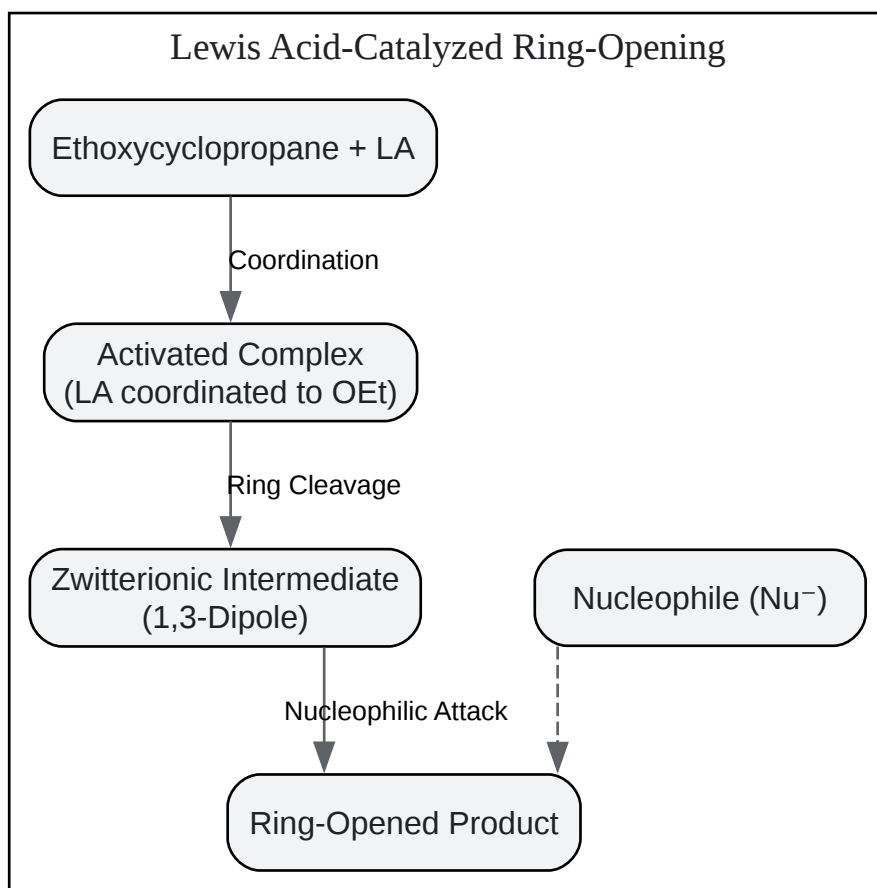 Lewis Acid-Catalyzed Ring-Opening
Ethoxycyclopropane + LA
Coordination
Activated Complex
(LA coordinated to OEt)
Ring Cleavage
Zwitterionic Intermediate
(1,3-Dipole)
Nucleophile (Nu⁻)
Nucleophilic Attack
Ring-Opened Product